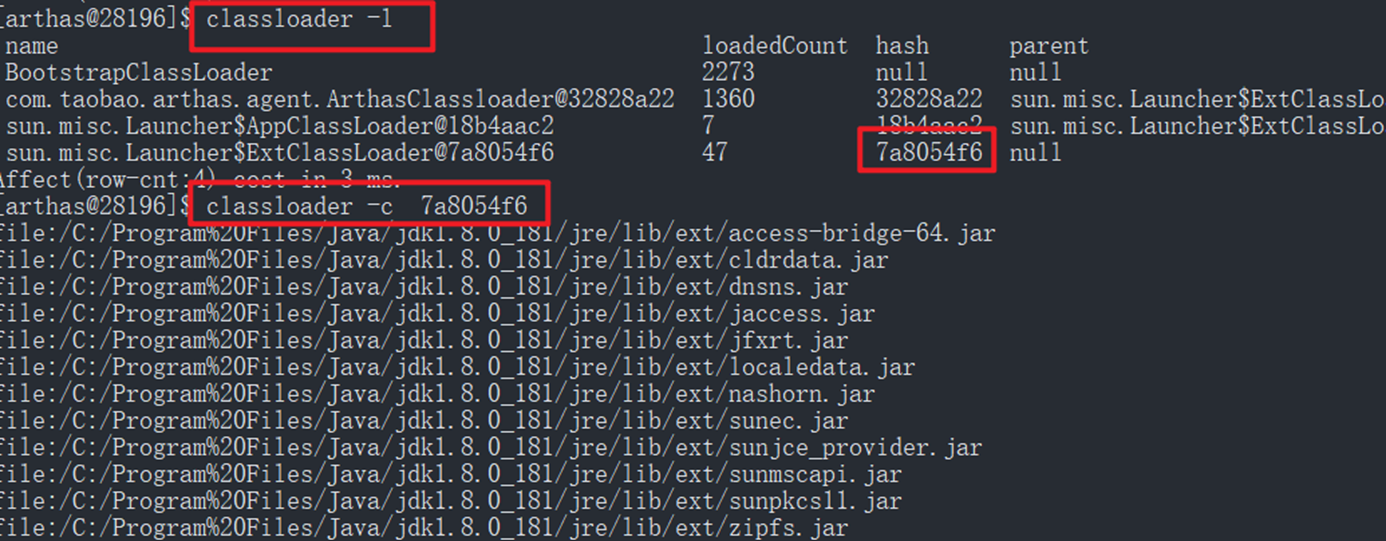 [arthas@28196]$ classloader -l
name loadedCount hash parent
BootstrapClassLoader 2273 null null
com.taobao.arthas.agent.ArthasClassloader@32828a22 1360 32828a22 sun.misc.Launcher$ExtClassLo
sun.misc.Launcher$AppClassLoader@18b4aac2 7 18b4aac2 sun.misc.Launcher$ExtClassLo
sun.misc.Launcher$ExtClassLoader@7a8054f6 47 7a8054f6 null
Affect(row-cnt:4) cost in 3 ms.
[arthas@28196]$ classloader -c  7a8054f6
file:/C:/Program%20Files/Java/jdk1.8.0_181/jre/lib/ext/access-bridge-64.jar
file:/C:/Program%20Files/Java/jdk1.8.0_181/jre/lib/ext/cldrdata.jar
file:/C:/Program%20Files/Java/jdk1.8.0_181/jre/lib/ext/dnsns.jar
file:/C:/Program%20Files/Java/jdk1.8.0_181/jre/lib/ext/jaccess.jar
file:/C:/Program%20Files/Java/jdk1.8.0_181/jre/lib/ext/jfxrt.jar
file:/C:/Program%20Files/Java/jdk1.8.0_181/jre/lib/ext/localedata.jar
file:/C:/Program%20Files/Java/jdk1.8.0_181/jre/lib/ext/nashorn.jar
file:/C:/Program%20Files/Java/jdk1.8.0_181/jre/lib/ext/sunec.jar
file:/C:/Program%20Files/Java/jdk1.8.0_181/jre/lib/ext/sunjce_provider.jar
file:/C:/Program%20Files/Java/jdk1.8.0_181/jre/lib/ext/sunmscapi.jar
file:/C:/Program%20Files/Java/jdk1.8.0_181/jre/lib/ext/sunpkcs11.jar
file:/C:/Program%20Files/Java/jdk1.8.0_181/jre/lib/ext/zipfs.jar